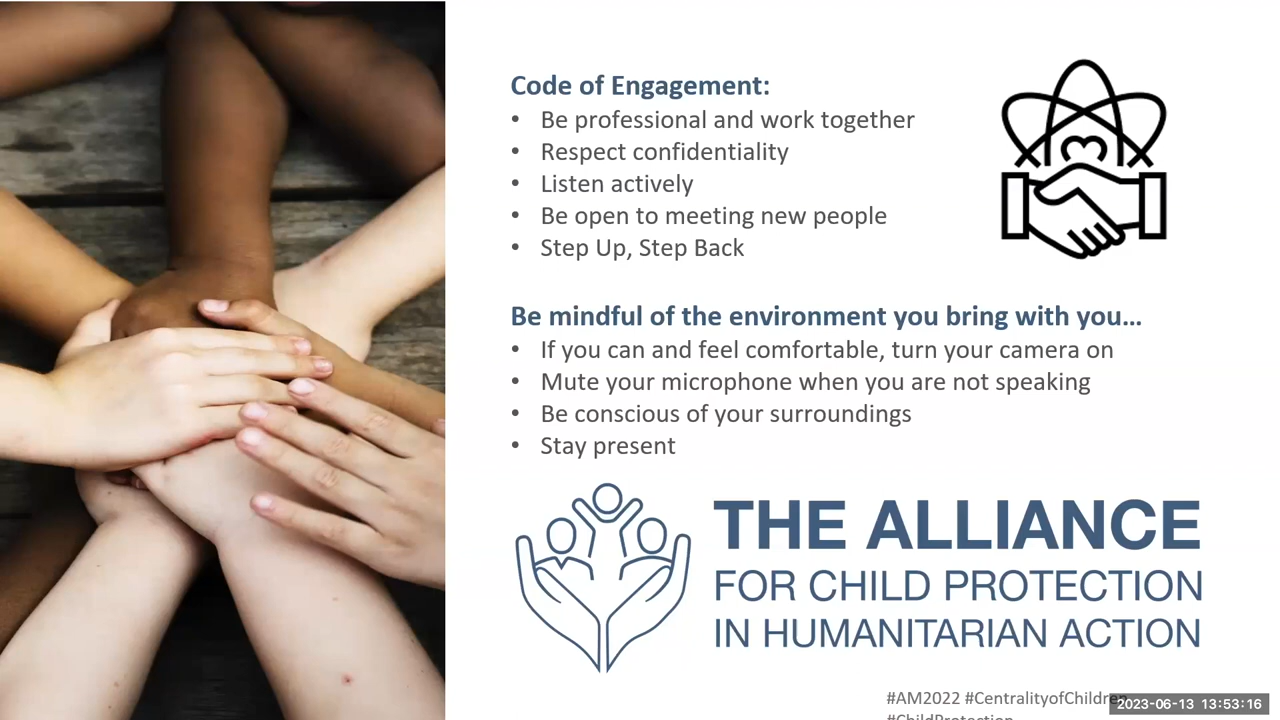 Code of Engagement:
• Be professional and work together
• Respect confidentiality
• Listen actively
• Be open to meeting new people
• Step Up, Step Back
Be mindful of the environment you bring with you…
• If you can and feel comfortable, turn your camera on
• Mute your microphone when you are not speaking
• Be conscious of your surroundings
• Stay present
THE ALLIANCE
FOR CHILD PROTECTION
IN HUMANITARIAN ACTION
#AM2022 #CentralityofChildren
2023-06-13 13:53:16
#ChildProtection